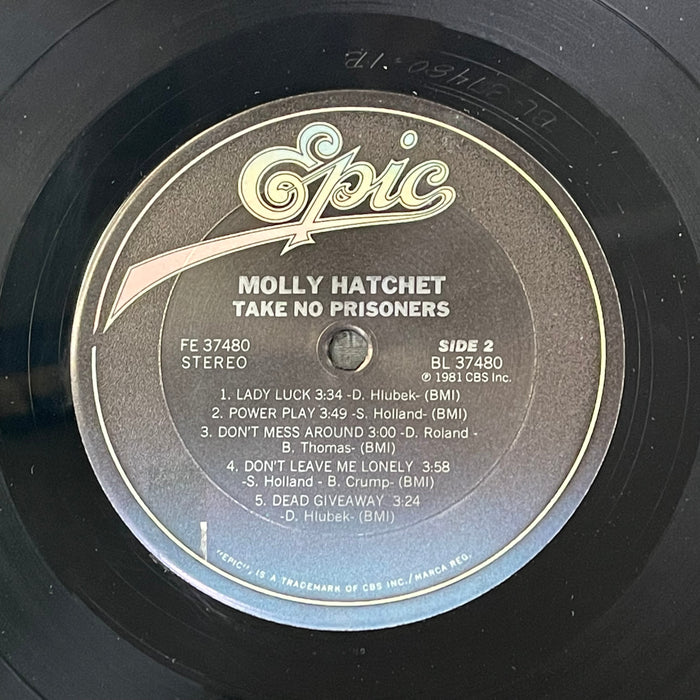 BL-37480-1B
Epic
MOLLY HATCHET
TAKE NO PRISONERS
FE 37480
STEREO
SIDE 2
BL 37480
℗ 1981 CBS Inc.
1. LADY LUCK 3:34 -D. Hlubek- (BMI)
2. POWER PLAY 3:49 -S. Holland- (BMI)
3. DON'T MESS AROUND 3:00 -D. Roland -
B. Thomas- (BMI)
4. DON'T LEAVE ME LONELY 3:58
-S. Holland - B. Crump- (BMI)
5. DEAD GIVEAWAY 3:24
-D. Hlubek- (BMI)
"EPIC", IS A TRADEMARK OF CBS INC./MARCA REG.